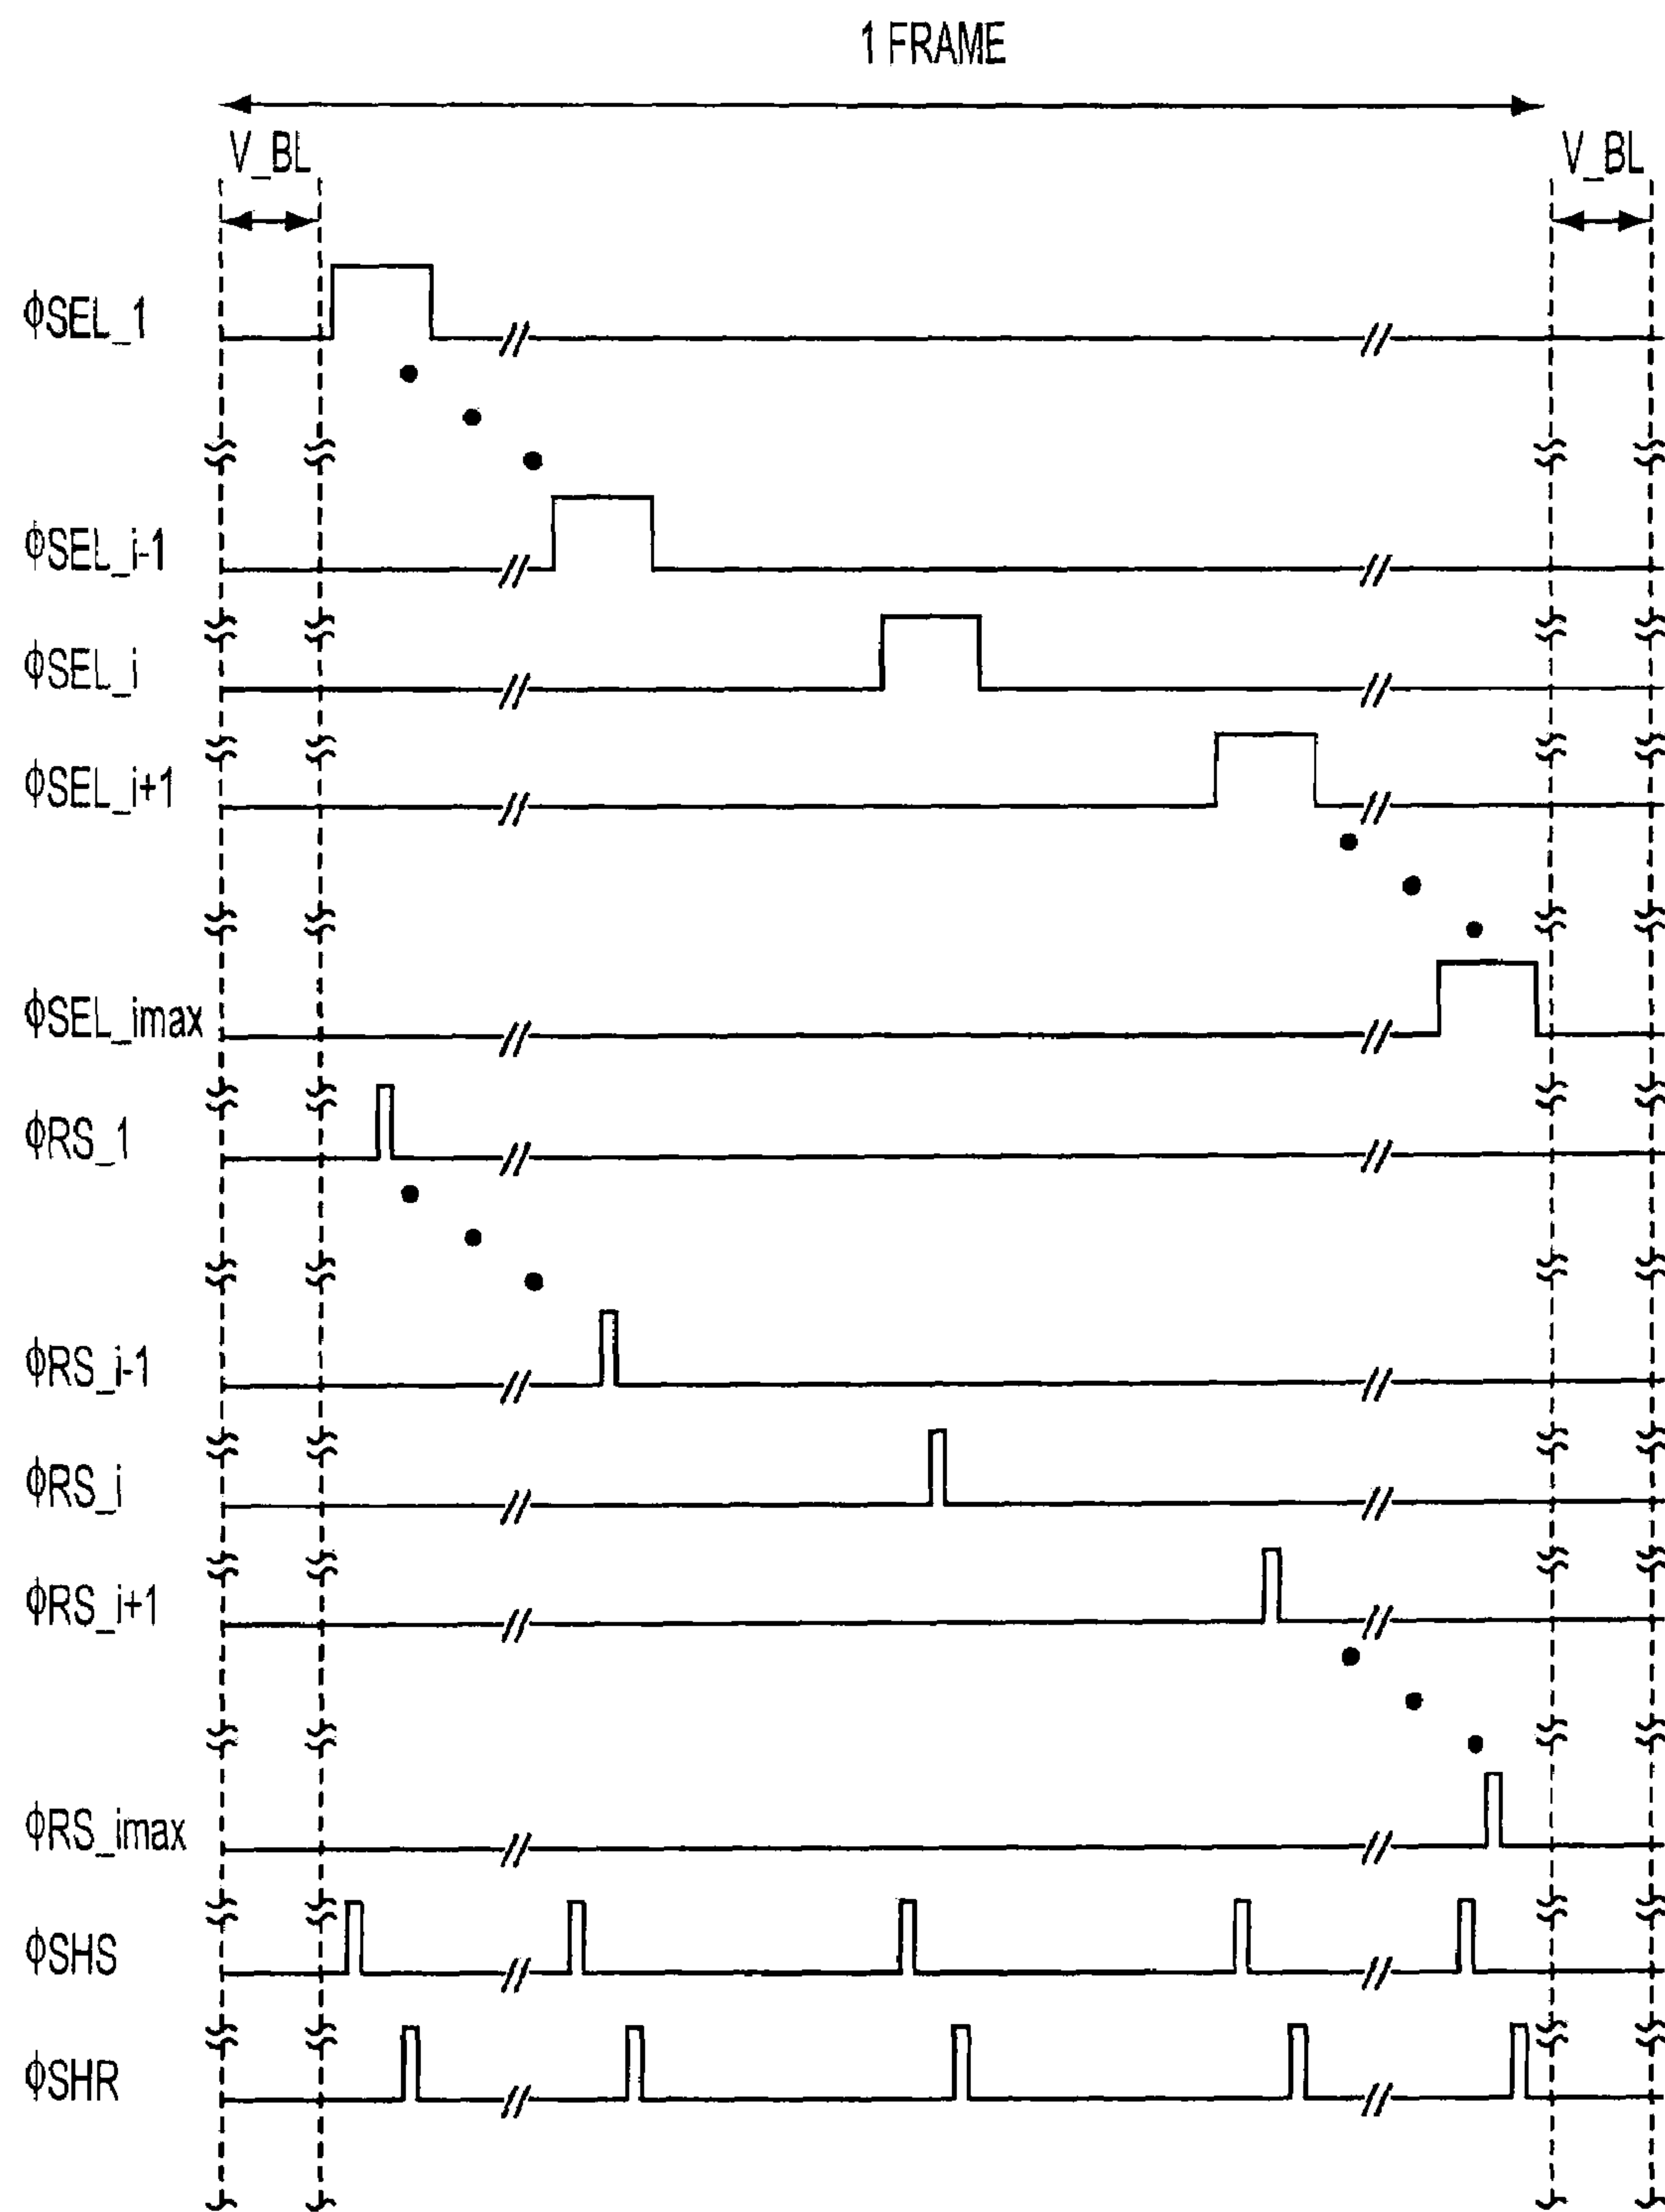 1 FRAME
V_BL
V_BL
ϕSEL_1
ϕSEL_i-1
ϕSEL_i
ϕSEL_i+1
ϕSEL_imax
ϕRS_1
ϕRS_i-1
ϕRS_i
ϕRS_i+1
ϕRS_imax
ϕSHS
ϕSHR